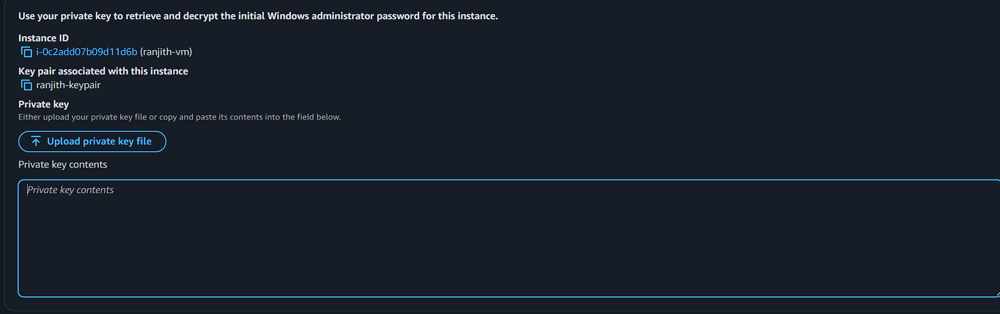 Use your private key to retrieve and decrypt the initial Windows administrator password for this instance.
Instance ID
i-0c2add07b09d11d6b (ranjith-vm)
Key pair associated with this instance
ranjith-keypair
Private key
Either upload your private key file or copy and paste its contents into the field below.
Upload private key file
Private key contents
Private key contents